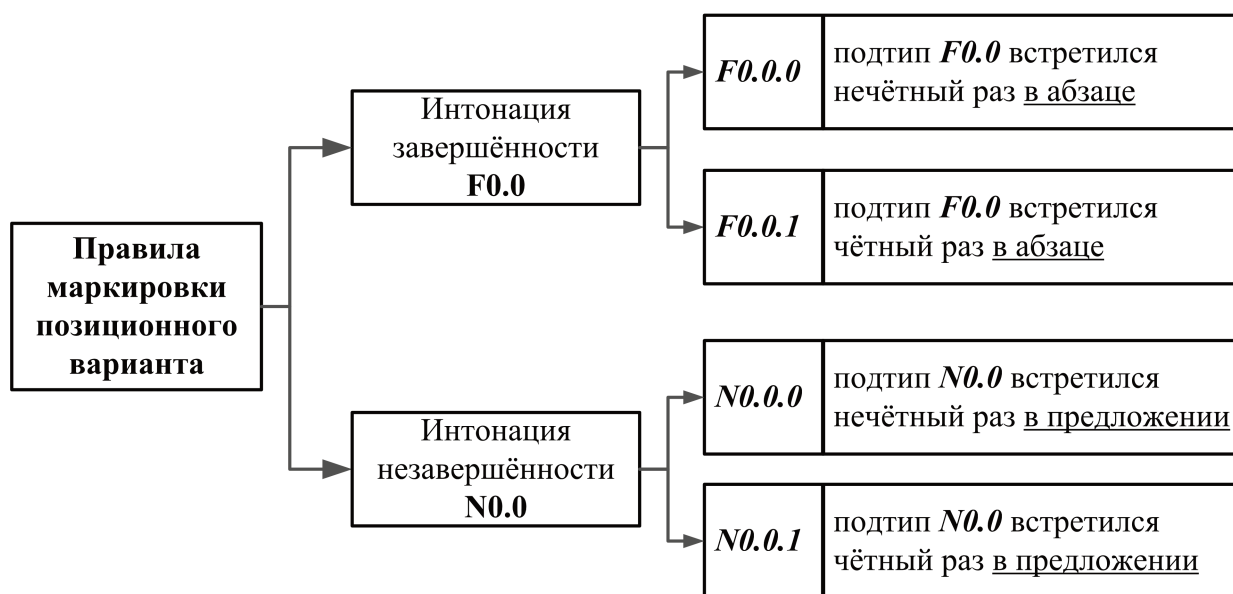 Правила
маркировки
позиционного
варианта
Интонация
завершённости
F0.0
F0.0.0
подтип F0.0 встретился
нечётный раз в абзаце
F0.0.1
подтип F0.0 встретился
чётный раз в абзаце
Интонация
незавершённости
N0.0
N0.0.0
подтип N0.0 встретился
нечётный раз в предложении
N0.0.1
подтип N0.0 встретился
чётный раз в предложении